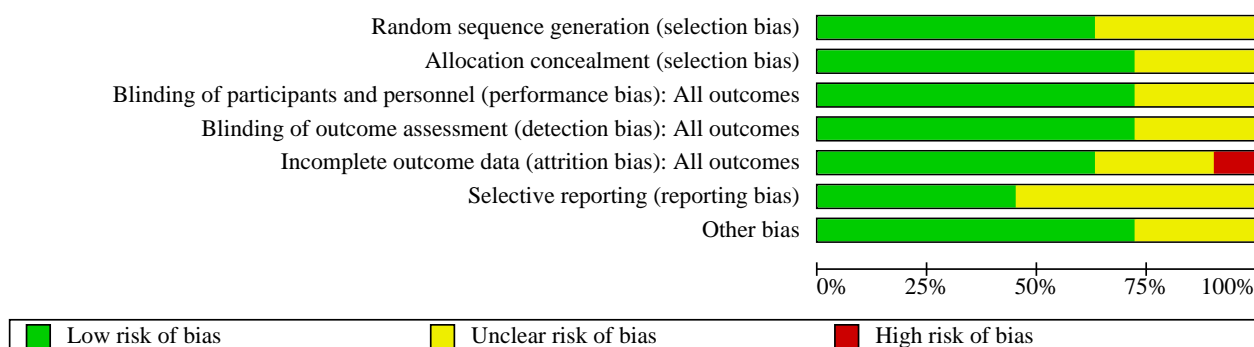 Random sequence generation (selection bias)
Allocation concealment (selection bias)
Blinding of participants and personnel (performance bias): All outcomes
Blinding of outcome assessment (detection bias): All outcomes
Incomplete outcome data (attrition bias): All outcomes
Selective reporting (reporting bias)
Other bias
0% 25% 50% 75% 100%
Low risk of bias Unclear risk of bias High risk of bias